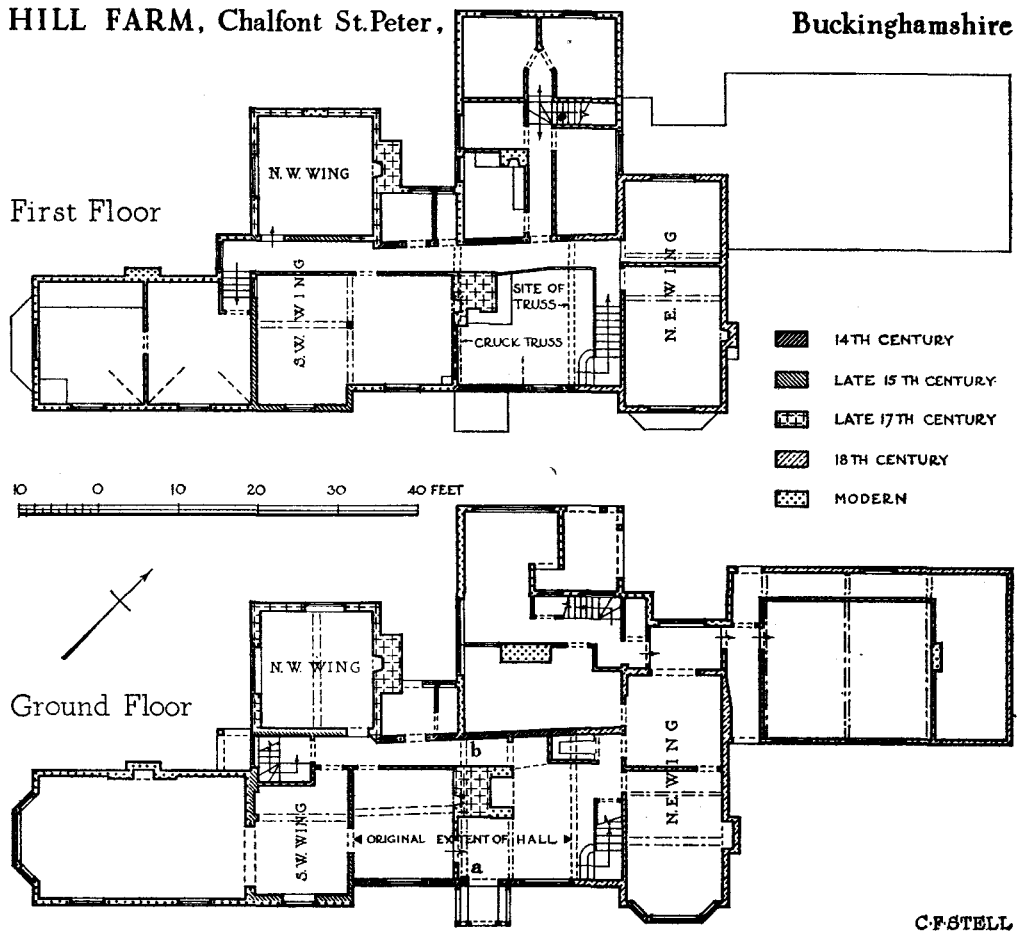 HILL FARM, Chalfont St. Peter, Buckinghamshire
First Floor
N.W. WING
S.W. WING
N.E. WING
SITE OF
TRUSS
CRUCK TRUSS
14TH CENTURY
LATE 15TH CENTURY
LATE 17TH CENTURY
18TH CENTURY
MODERN
10 0 10 20 30 40 FEET
Ground Floor
N.W. WING
S.W. WING
N.E. WING
b
ORIGINAL EXTENT OF HALL
a
C·F·STELL